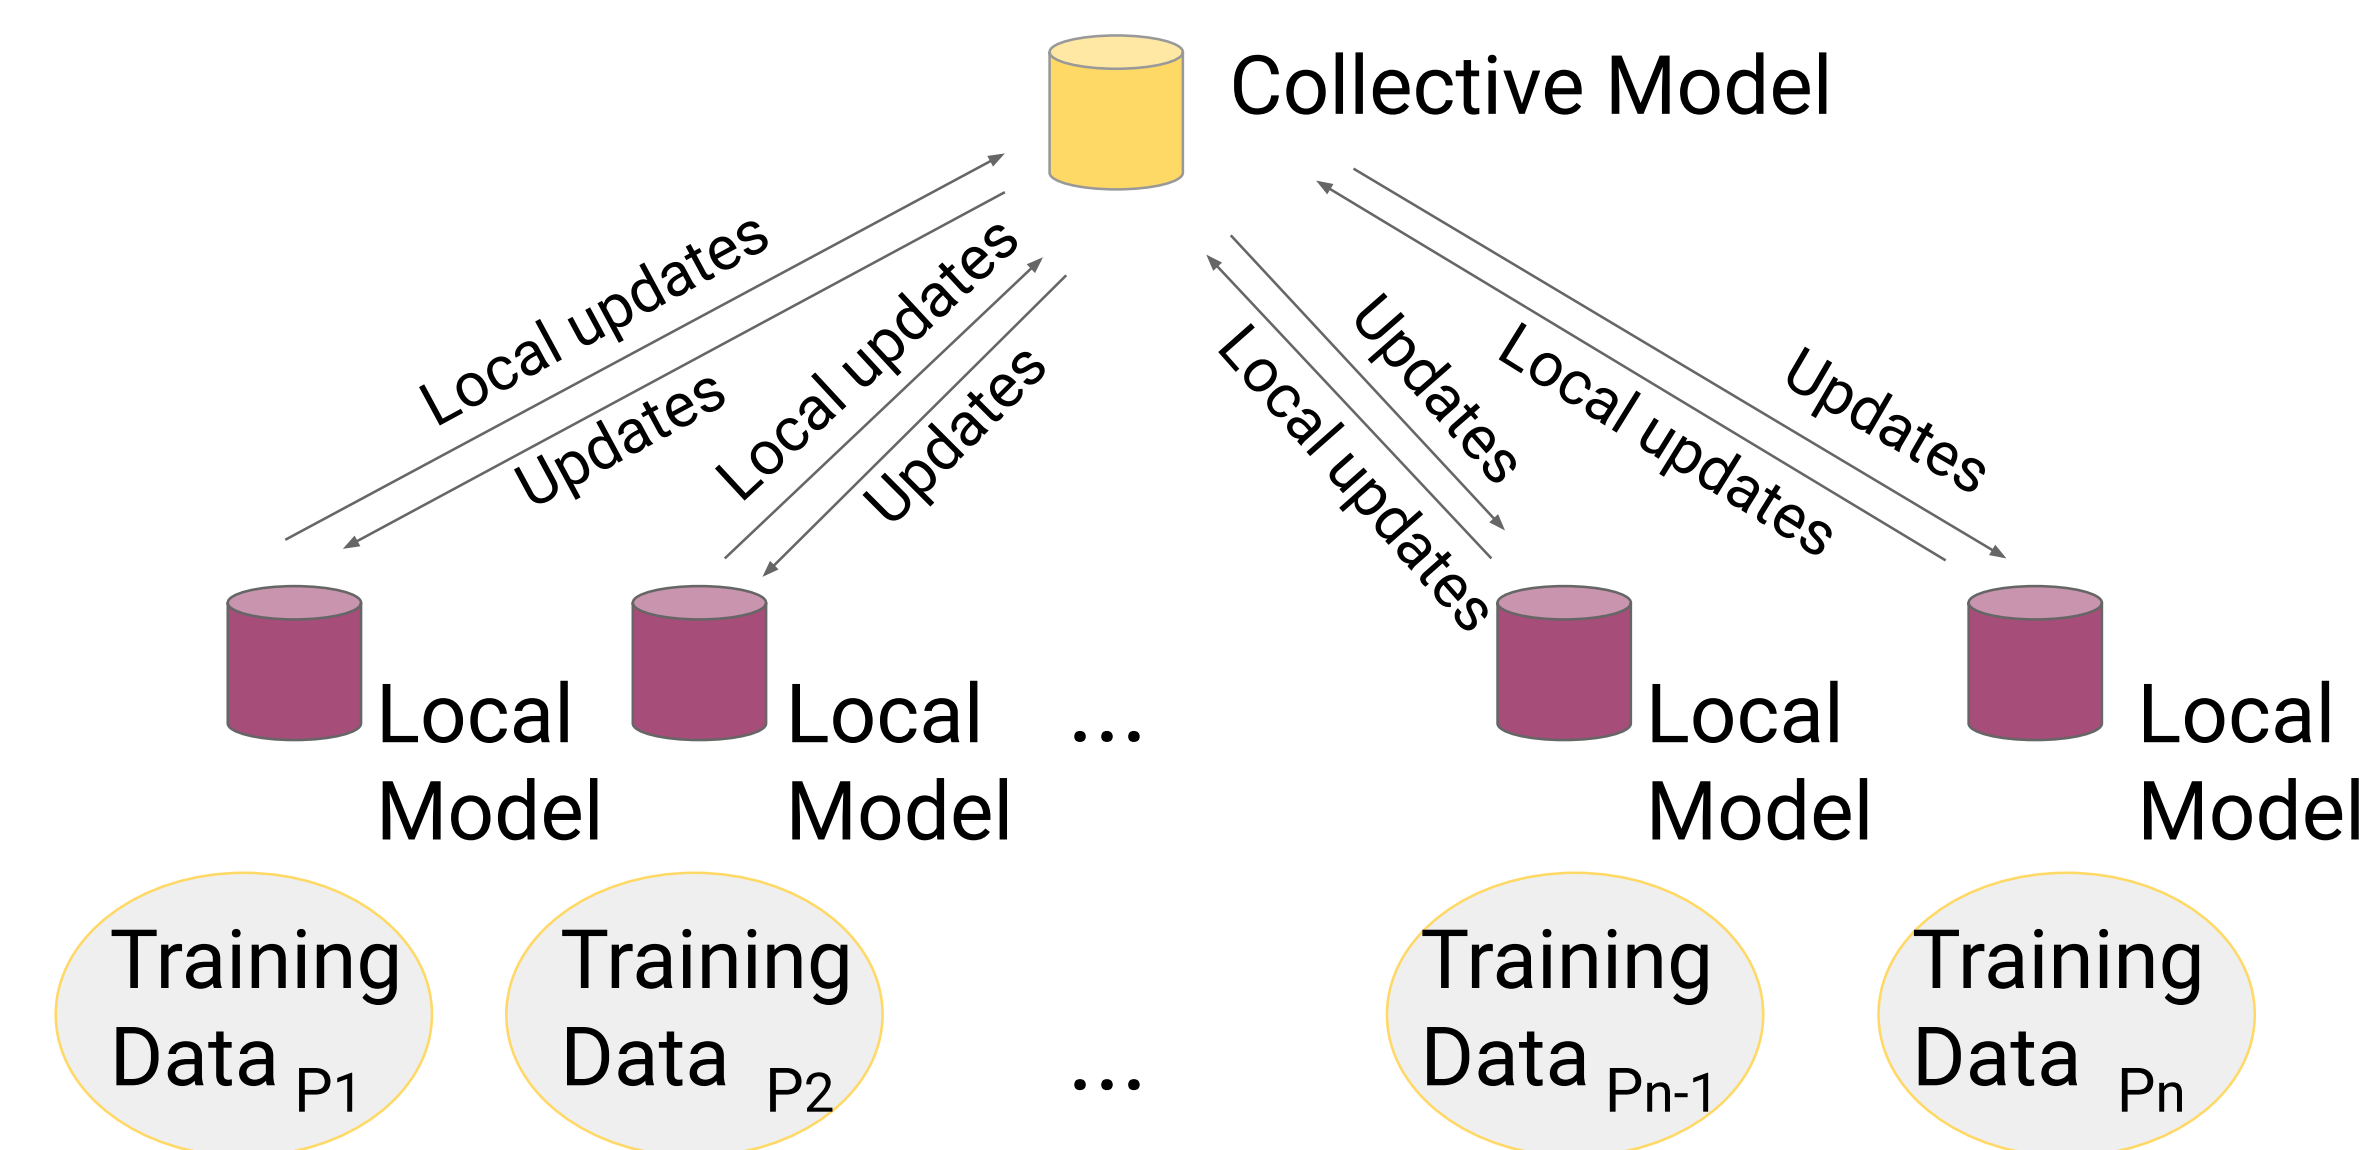 Collective Model
Local updates
Updates
Local updates
Updates
Local updates
Updates
Local updates
Updates
Local
Model
Local
Model
...
Local
Model
Local
Model
Training
Data P1
Training
Data P2
...
Training
Data Pn-1
Training
Data Pn